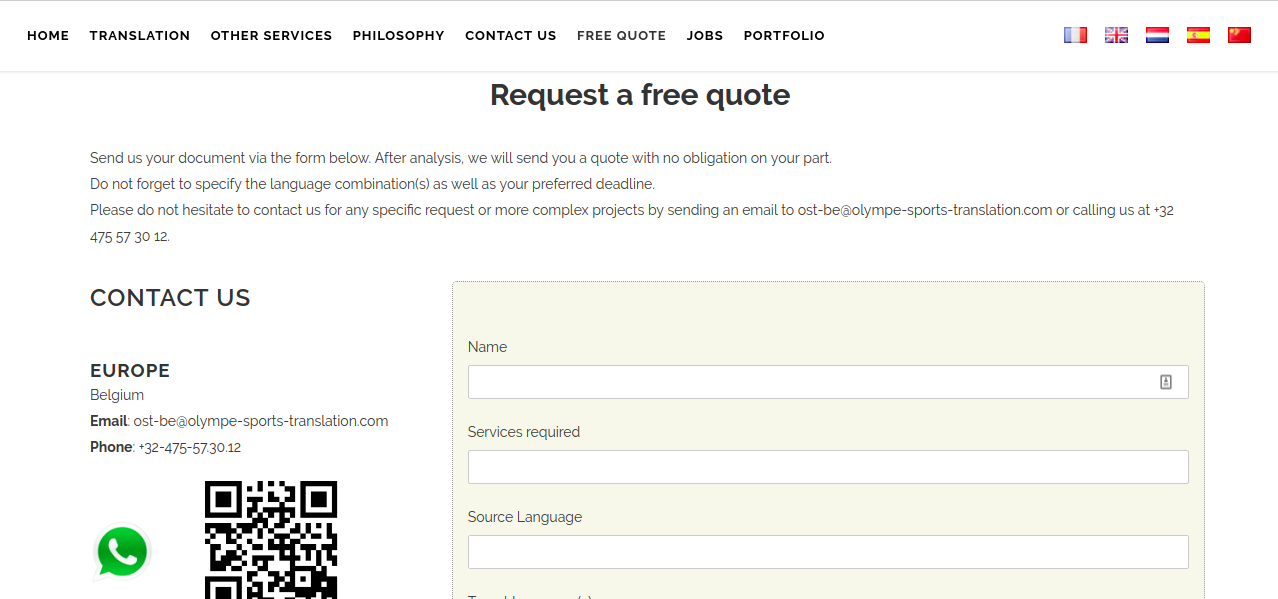 HOME TRANSLATION OTHER SERVICES PHILOSOPHY CONTACT US FREE QUOTE JOBS PORTFOLIO
Request a free quote
Send us your document via the form below. After analysis, we will send you a quote with no obligation on your part.
Do not forget to specify the language combination(s) as well as your preferred deadline.
Please do not hesitate to contact us for any specific request or more complex projects by sending an email to ost-be@olympe-sports-translation.com or calling us at +32
475 57 30 12.
CONTACT US
EUROPE
Belgium
Email: ost-be@olympe-sports-translation.com
Phone: +32-475-57.30.12
Name
Services required
Source Language